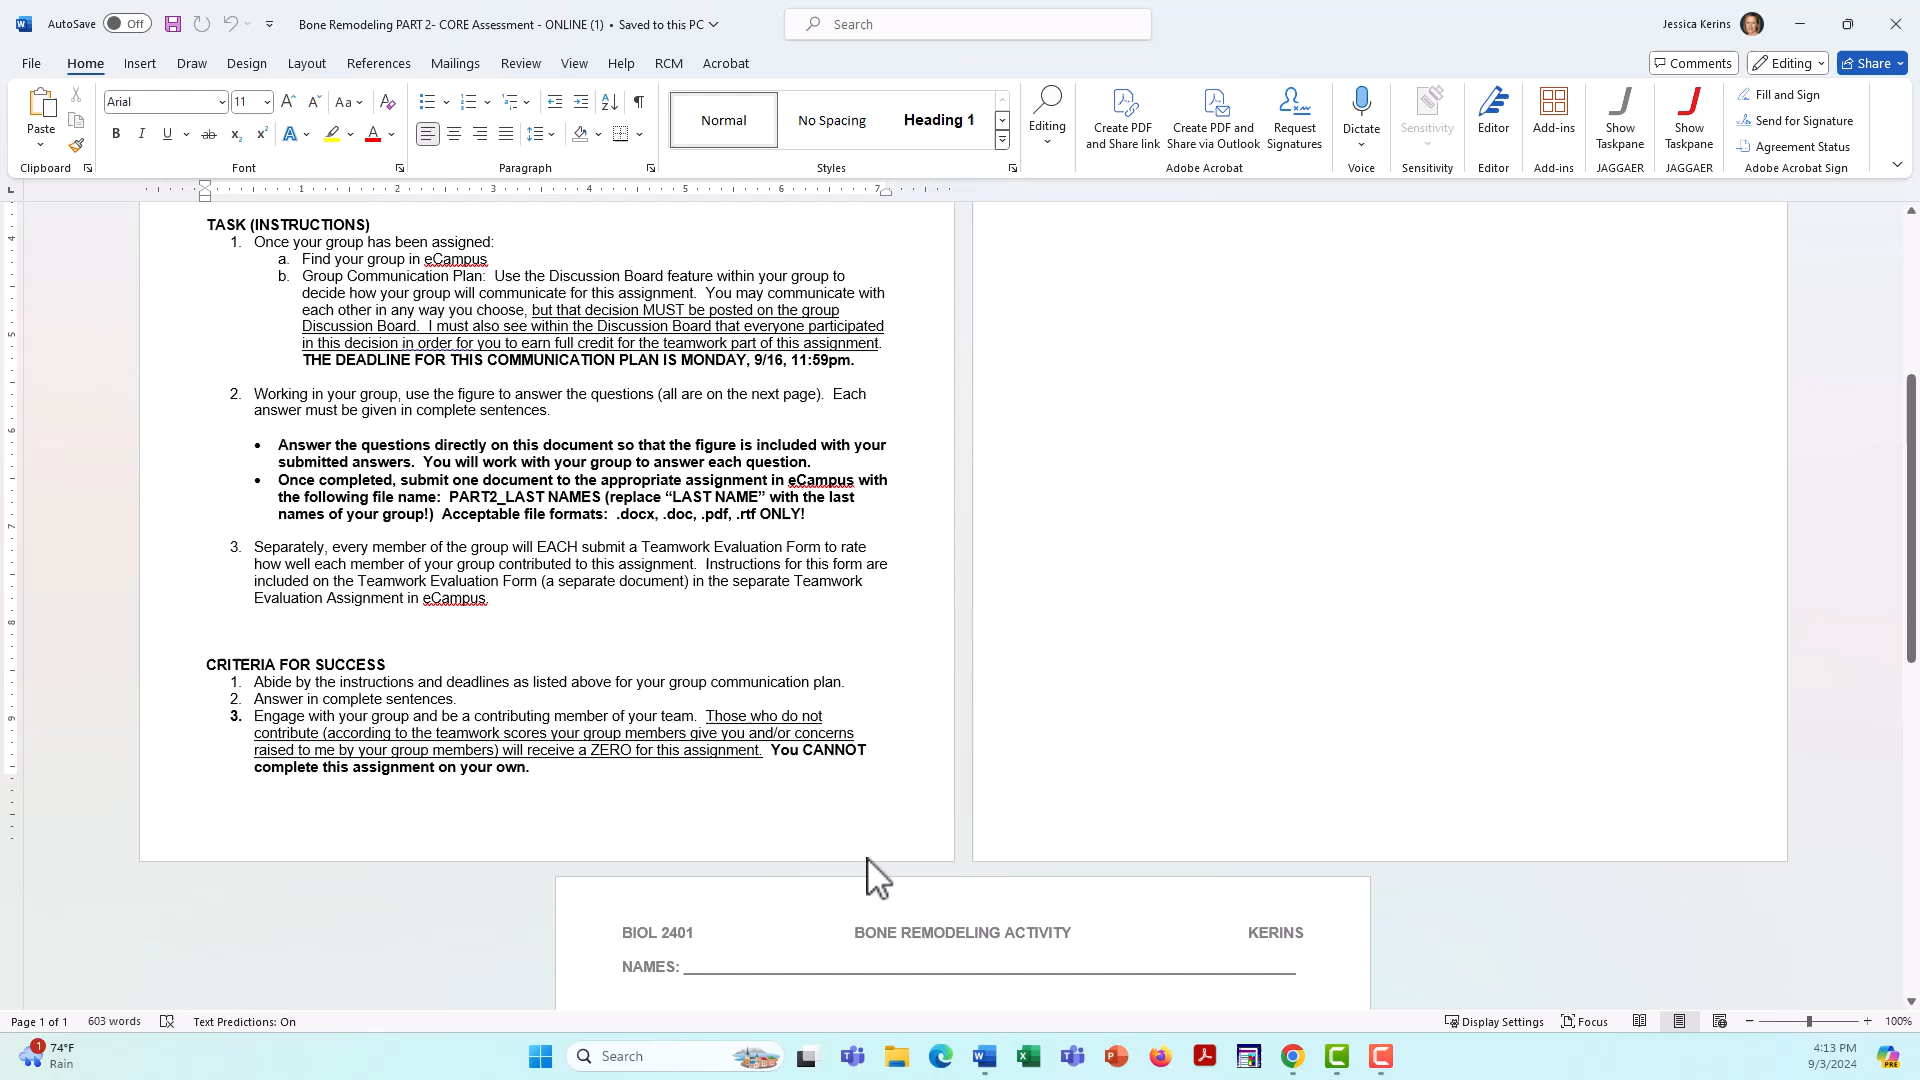 AutoSave Off Bone Remodeling PART 2- CORE Assessment - ONLINE (1) • Saved to this PC Search Jessica Kerins
File Home Insert Draw Design Layout References Mailings Review View Help RCM Acrobat Comments Editing Share
Arial 11 Aa
Paste
B I U ab x2 x2 A A
Normal No Spacing Heading 1
Editing
Create PDF and Share link
Create PDF and Share via Outlook
Request Signatures
Dictate
Sensitivity
Editor
Add-ins
Show Taskpane
Show Taskpane
Fill and Sign
Send for Signature
Agreement Status
Clipboard Font Paragraph Styles Adobe Acrobat Voice Sensitivity Editor Add-ins JAGGAER JAGGAER Adobe Acrobat Sign
1 2 3 4 5 6 7
4
5
6
7
8
9
TASK (INSTRUCTIONS)
1. Once your group has been assigned:
a. Find your group in eCampus
b. Group Communication Plan: Use the Discussion Board feature within your group to
decide how your group will communicate for this assignment. You may communicate with
each other in any way you choose, but that decision MUST be posted on the group
Discussion Board. I must also see within the Discussion Board that everyone participated
in this decision in order for you to earn full credit for the teamwork part of this assignment.
THE DEADLINE FOR THIS COMMUNICATION PLAN IS MONDAY, 9/16, 11:59pm.
2. Working in your group, use the figure to answer the questions (all are on the next page). Each
answer must be given in complete sentences.
• Answer the questions directly on this document so that the figure is included with your
submitted answers. You will work with your group to answer each question.
• Once completed, submit one document to the appropriate assignment in eCampus with
the following file name: PART2_LAST NAMES (replace “LAST NAME” with the last
names of your group!) Acceptable file formats: .docx, .doc, .pdf, .rtf ONLY!
3. Separately, every member of the group will EACH submit a Teamwork Evaluation Form to rate
how well each member of your group contributed to this assignment. Instructions for this form are
included on the Teamwork Evaluation Form (a separate document) in the separate Teamwork
Evaluation Assignment in eCampus.
CRITERIA FOR SUCCESS
1. Abide by the instructions and deadlines as listed above for your group communication plan.
2. Answer in complete sentences.
3. Engage with your group and be a contributing member of your team. Those who do not
contribute (according to the teamwork scores your group members give you and/or concerns
raised to me by your group members) will receive a ZERO for this assignment. You CANNOT
complete this assignment on your own.
BIOL 2401 BONE REMODELING ACTIVITY KERINS
NAMES:
Page 1 of 1 603 words Text Predictions: On Display Settings Focus 100%
1 74°F
Rain
Search
4:13 PM
9/3/2024
PRE